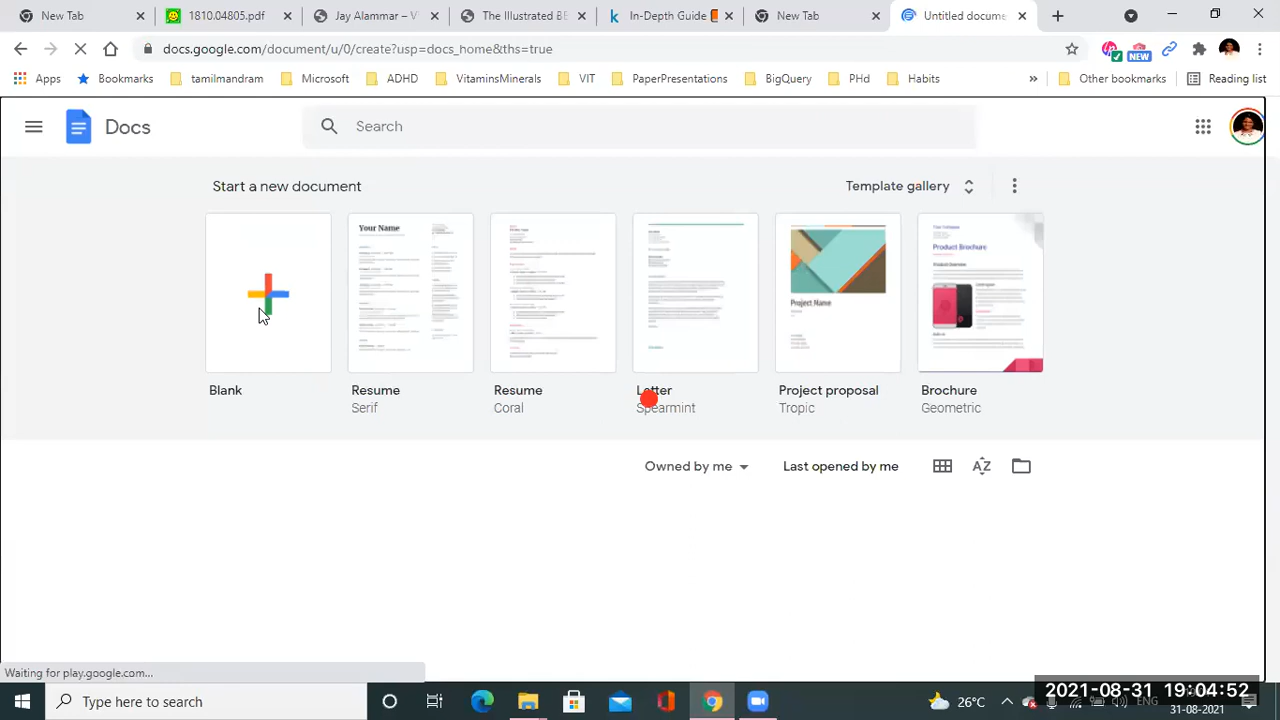 New Tab
1810.04805.pdf
Jay Alammar – V
The Illustrated BE
In-Depth Guide
New Tab
Untitled docume
docs.google.com/document/u/0/create?usp=docs_home&ths=true
NEW
Apps
Bookmarks
tamilmandram
Microsoft
ADHD
VitaminsMinerals
VIT
PaperPresentations
BigQuery
PHd
Habits
»
Other bookmarks
Reading list
Docs
Search
Start a new document
Template gallery
Your Name
Project Name
Product Brochure
Blank
Resume
Serif
Resume
Coral
Letter
Spearmint
Project proposal
Tropic
Brochure
Geometric
Owned by me
Last opened by me
AZ
Waiting for play.google.com...
Type here to search
26°C
ENG
2021-08-31 19:04:52
31-08-2021